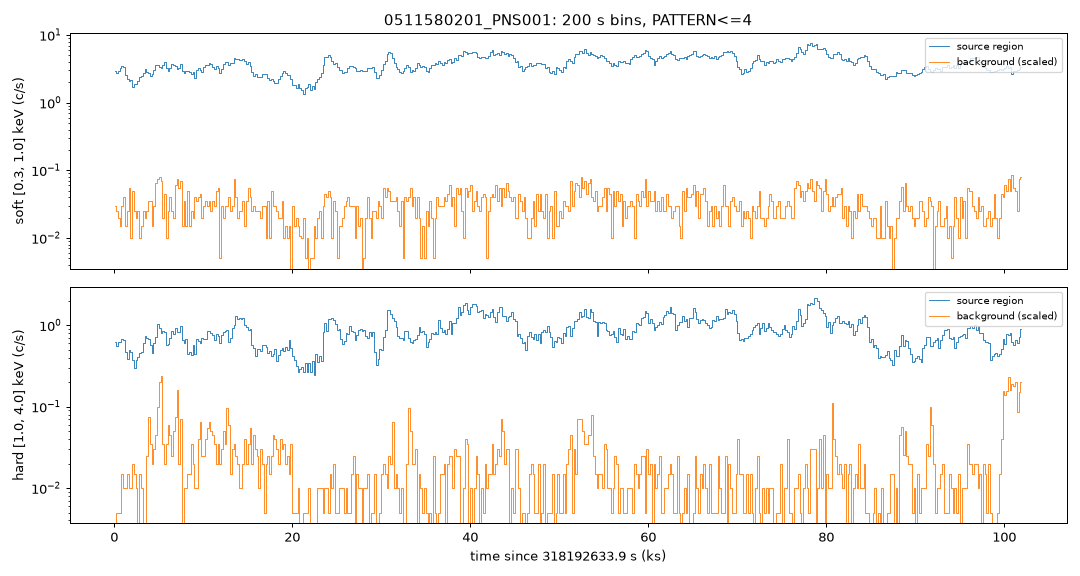 0511580201_PNS001: 200 s bins, PATTERN<=4
soft [0.3, 1.0] keV (c/s)
10¹
10⁰
10⁻¹
10⁻²
source region
background (scaled)
hard [1.0, 4.0] keV (c/s)
10⁰
10⁻¹
10⁻²
source region
background (scaled)
0 20 40 60 80 100
time since 318192633.9 s (ks)